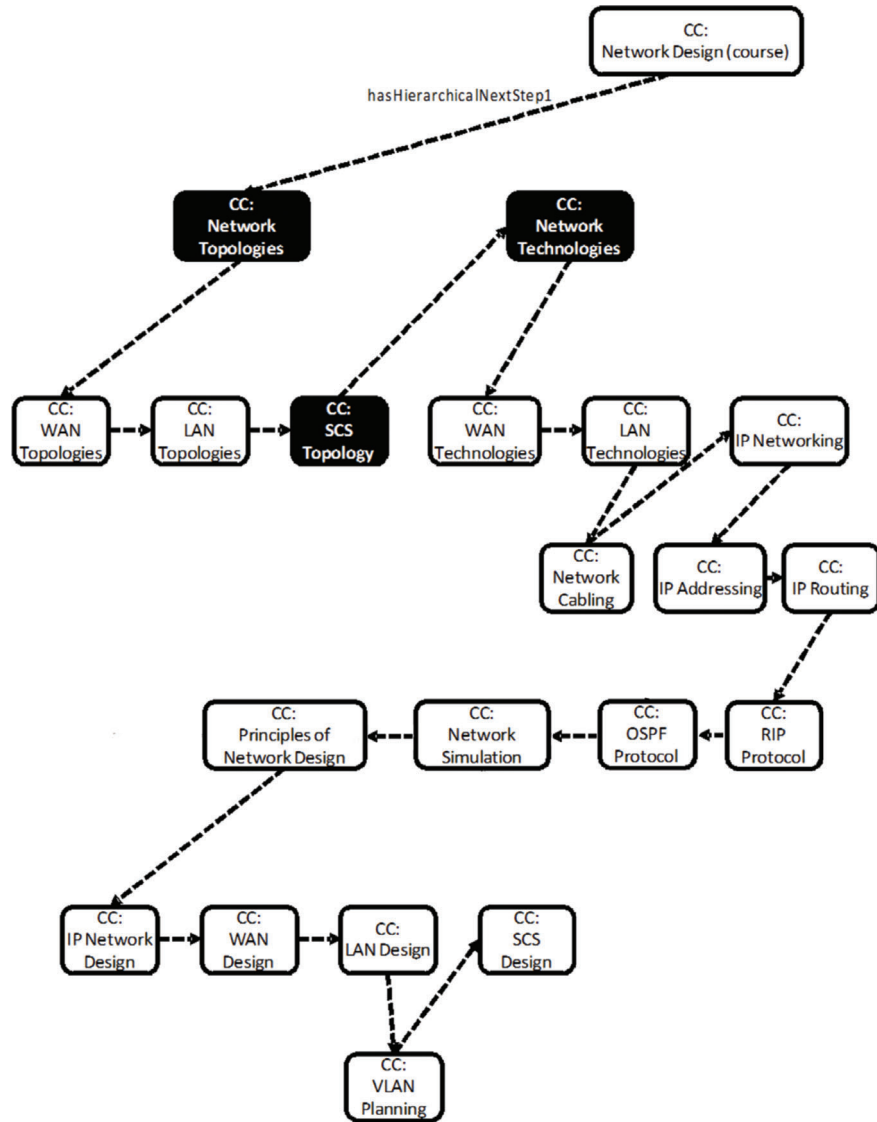 CC:
Network Design (course)
hasHierarchicalNextStep1
CC:
Network
Topologies
CC:
Network
Technologies
CC:
WAN
Topologies
CC:
LAN
Topologies
CC:
SCS
Topology
CC:
WAN
Technologies
CC:
LAN
Technologies
CC:
IP Networking
CC:
Network
Cabling
CC:
IP Addressing
CC:
IP Routing
CC:
Principles of
Network Design
CC:
Network
Simulation
CC:
OSPF
Protocol
CC:
RIP
Protocol
CC:
IP Network
Design
CC:
WAN
Design
CC:
LAN Design
CC:
SCS
Design
CC:
VLAN
Planning